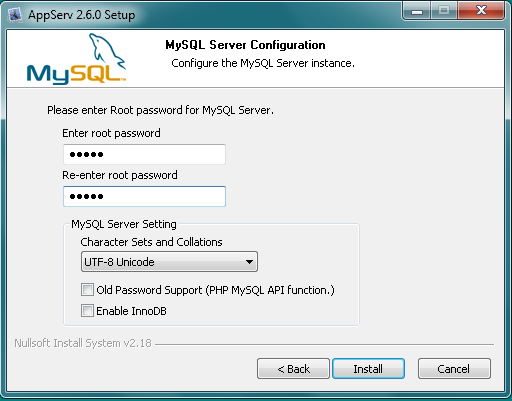 AppServ 2.6.0 Setup
MySQL Server Configuration
Configure the MySQL Server instance.
MySQL
Please enter Root password for MySQL Server.
Enter root password
●●●●●
Re-enter root password
●●●●●
MySQL Server Setting
Character Sets and Collations
UTF-8 Unicode
Old Password Support (PHP MySQL API function.)
Enable InnoDB
Nullsoft Install System v2.18
< Back Install Cancel